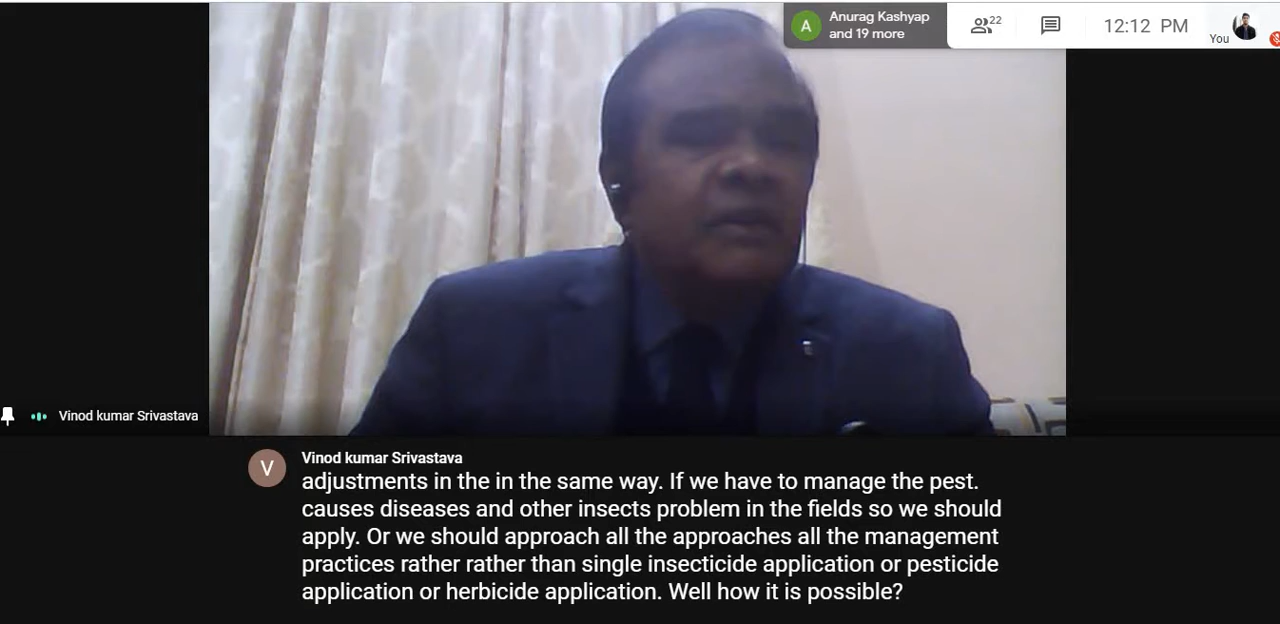 A
Anurag Kashyap
and 19 more
22
12:12 PM
You
Vinod kumar Srivastava
V
Vinod kumar Srivastava
adjustments in the in the same way. If we have to manage the pest.
causes diseases and other insects problem in the fields so we should
apply. Or we should approach all the approaches all the management
practices rather rather than single insecticide application or pesticide
application or herbicide application. Well how it is possible?